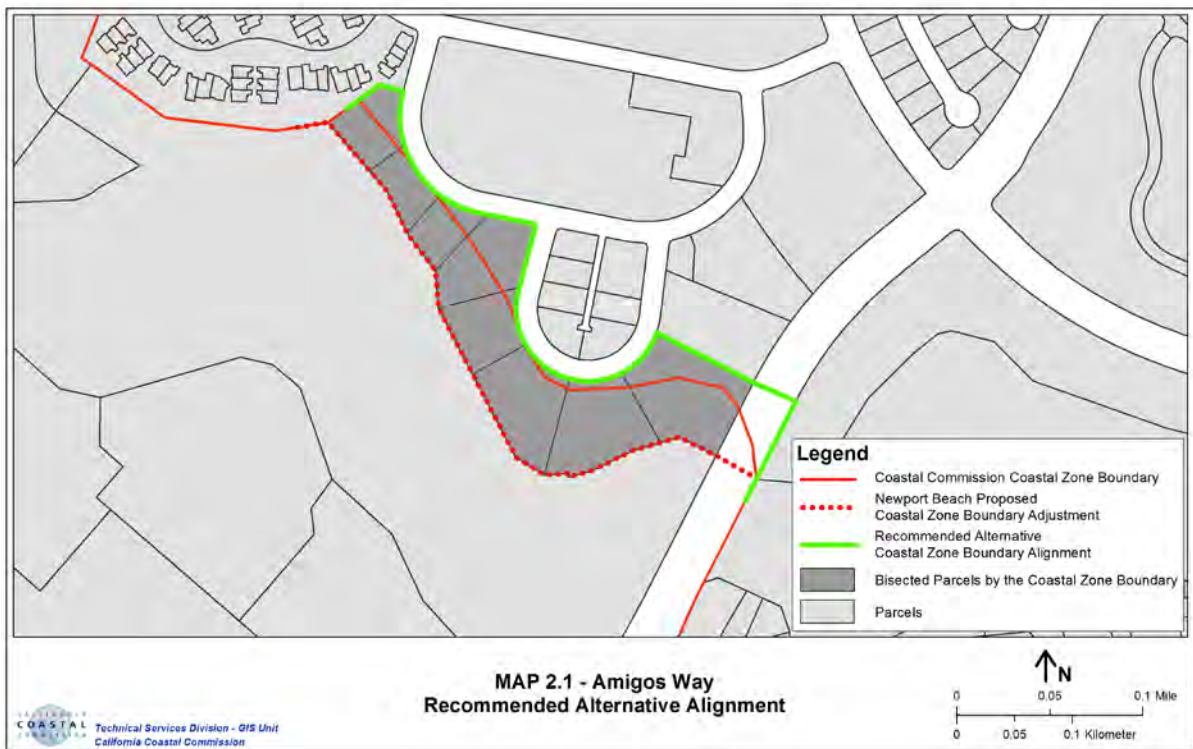 Legend
Coastal Commission Coastal Zone Boundary
Newport Beach Proposed
Coastal Zone Boundary Adjustment
Recommended Alternative
Coastal Zone Boundary Alignment
Bisected Parcels by the Coastal Zone Boundary
Parcels
MAP 2.1 - Amigos Way
Recommended Alternative Alignment
N
0 0.05 0.1 Mile
0 0.05 0.1 Kilometer
CALIFORNIA
COASTAL
COMMISSION
Technical Services Division - GIS Unit
California Coastal Commission